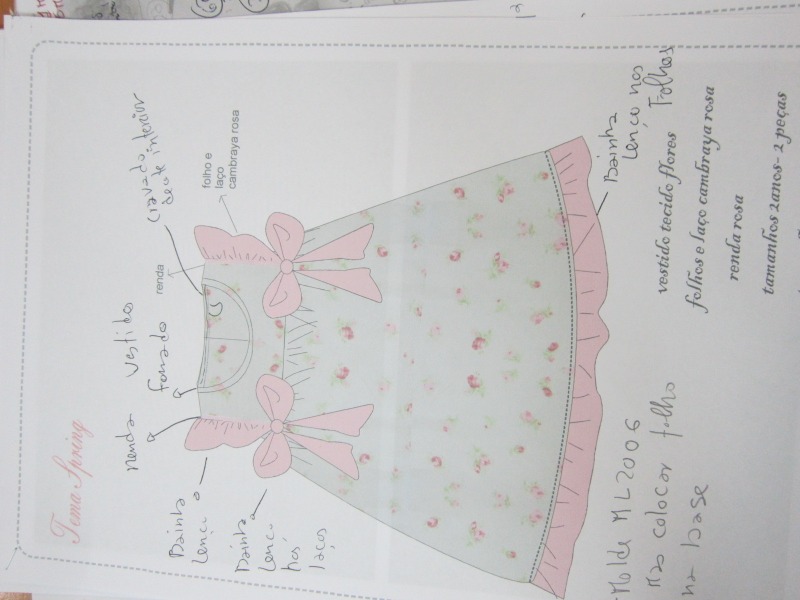 Tema Spring
renda
Vestidos
forrado
Cravado interior
decote
renda
folho e
laço
cambraya rosa
Bainha
lenço
Bainha
lenço
nos
laços
Bainha
lenço nos
Folhos
vestido tecido flores
folhos e laço cambraya rosa
renda rosa
tamanhos 2anos- 2 peças
Molde ML2006
Não colocar folho
na base